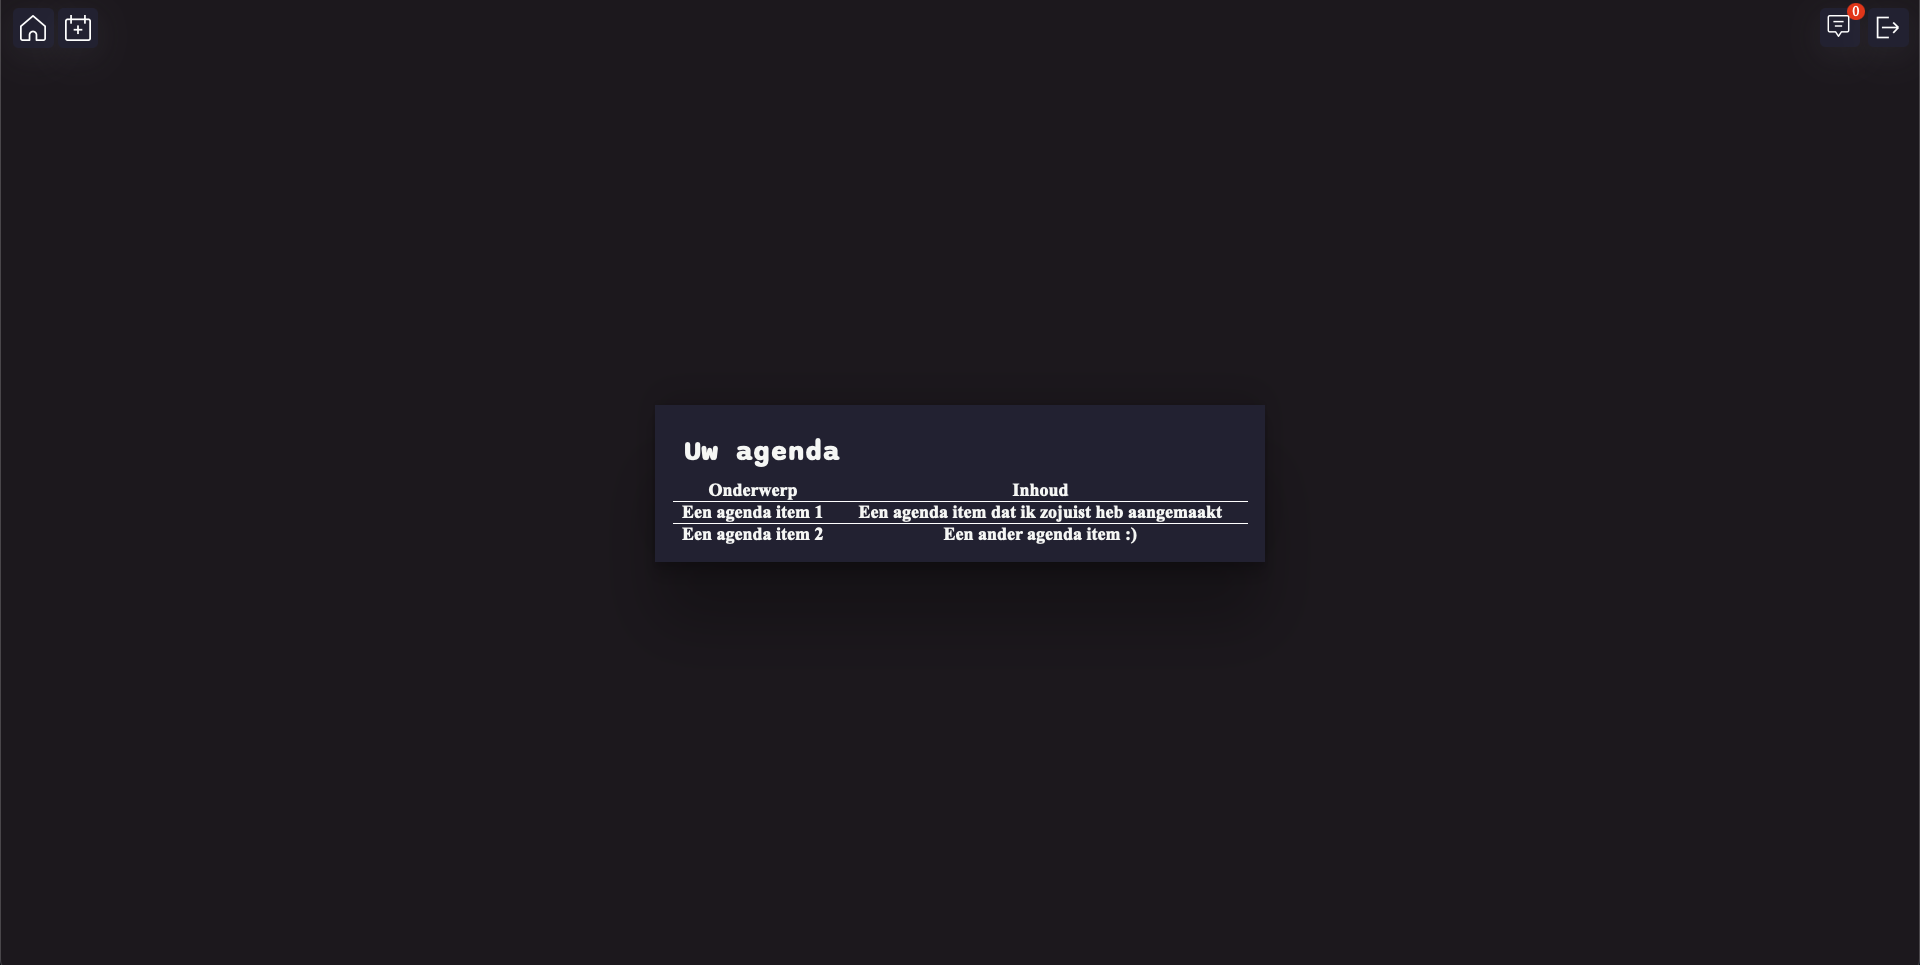 0
Uw agenda
Onderwerp Inhoud
Een agenda item 1 Een agenda item dat ik zojuist heb aangemaakt
Een agenda item 2 Een ander agenda item :)